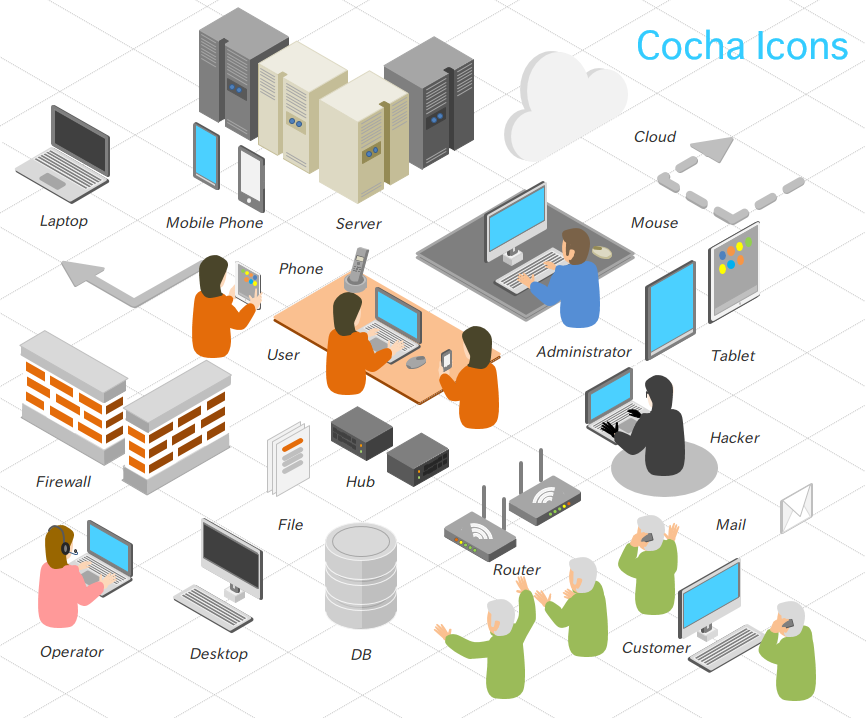 Cocha Icons
Cloud
Laptop
Mobile Phone
Server
Mouse
Phone
User
Administrator
Tablet
Hacker
Firewall
Hub
File
Mail
Router
Operator
Desktop
DB
Customer